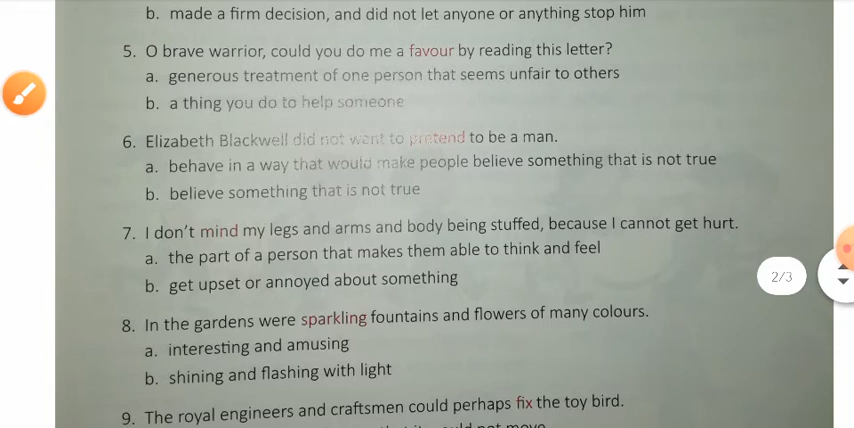 b. made a firm decision, and did not let anyone or anything stop him
5. O brave warrior, could you do me a favour by reading this letter?
a. generous treatment of one person that seems unfair to others
b. a thing you do to help someone
6. Elizabeth Blackwell did not want to pretend to be a man.
a. behave in a way that would make people believe something that is not true
b. believe something that is not true
7. I don't mind my legs and arms and body being stuffed, because I cannot get hurt.
a. the part of a person that makes them able to think and feel
b. get upset or annoyed about something
2/3
8. In the gardens were sparkling fountains and flowers of many colours.
a. interesting and amusing
b. shining and flashing with light
9. The royal engineers and craftsmen could perhaps fix the toy bird.
not move